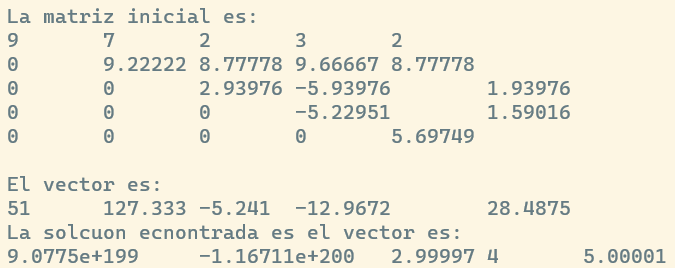 La matriz inicial es:
9 7 2 3 2
0 9.22222 8.77778 9.66667 8.77778
0 0 2.93976 -5.93976 1.93976
0 0 0 -5.22951 1.59016
0 0 0 0 5.69749
El vector es:
51 127.333 -5.241 -12.9672 28.4875
La solcuon ecnontrada es el vector es:
9.0775e+199 -1.16711e+200 2.99997 4 5.00001